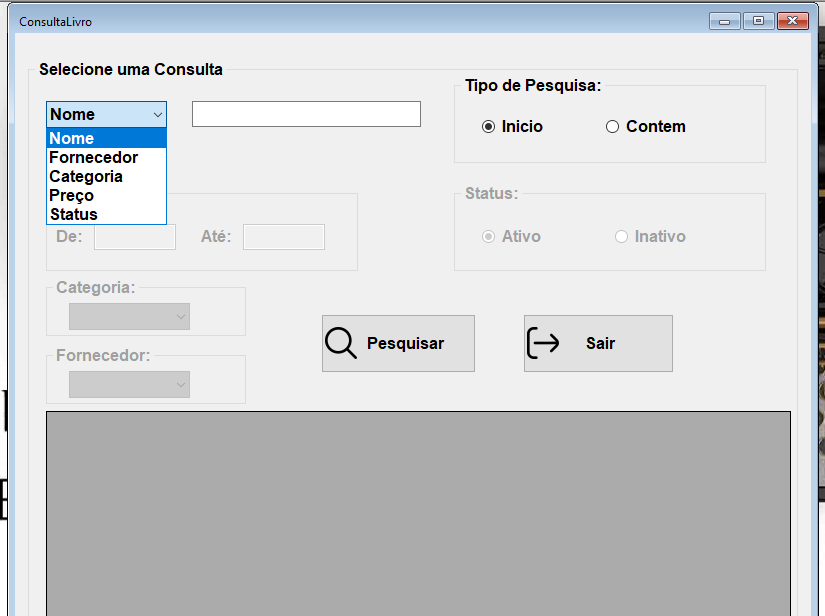 ConsultaLivro
Selecione uma Consulta
Nome
Nome
Fornecedor
Categoria
Preço
Status
Tipo de Pesquisa:
Inicio
Contem
De:
Até:
Status:
Ativo
Inativo
Categoria:
Fornecedor:
Pesquisar
Sair